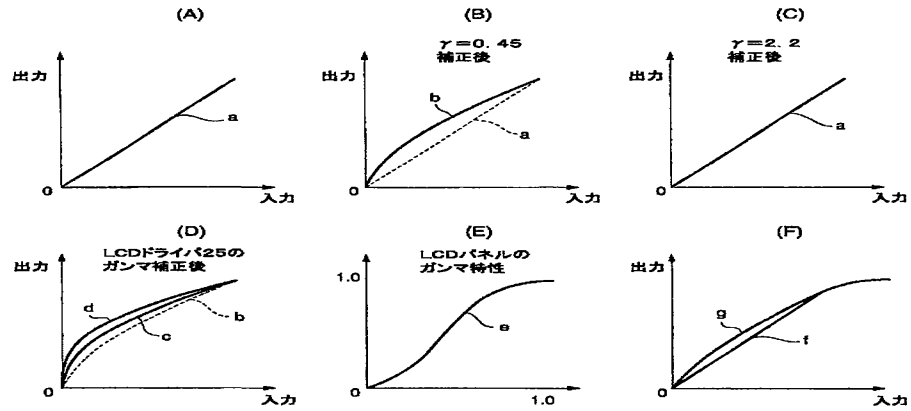 (A)
出力
a
0
入力
(B)
γ=0.45
補正後
出力
b
a
0
入力
(C)
γ=2.2
補正後
出力
a
0
入力
(D)
LCDドライバ25の
ガンマ補正後
出力
d
c
b
0
入力
(E)
LCDパネルの
ガンマ特性
1.0
e
0
1.0
(F)
出力
g
f
0
入力